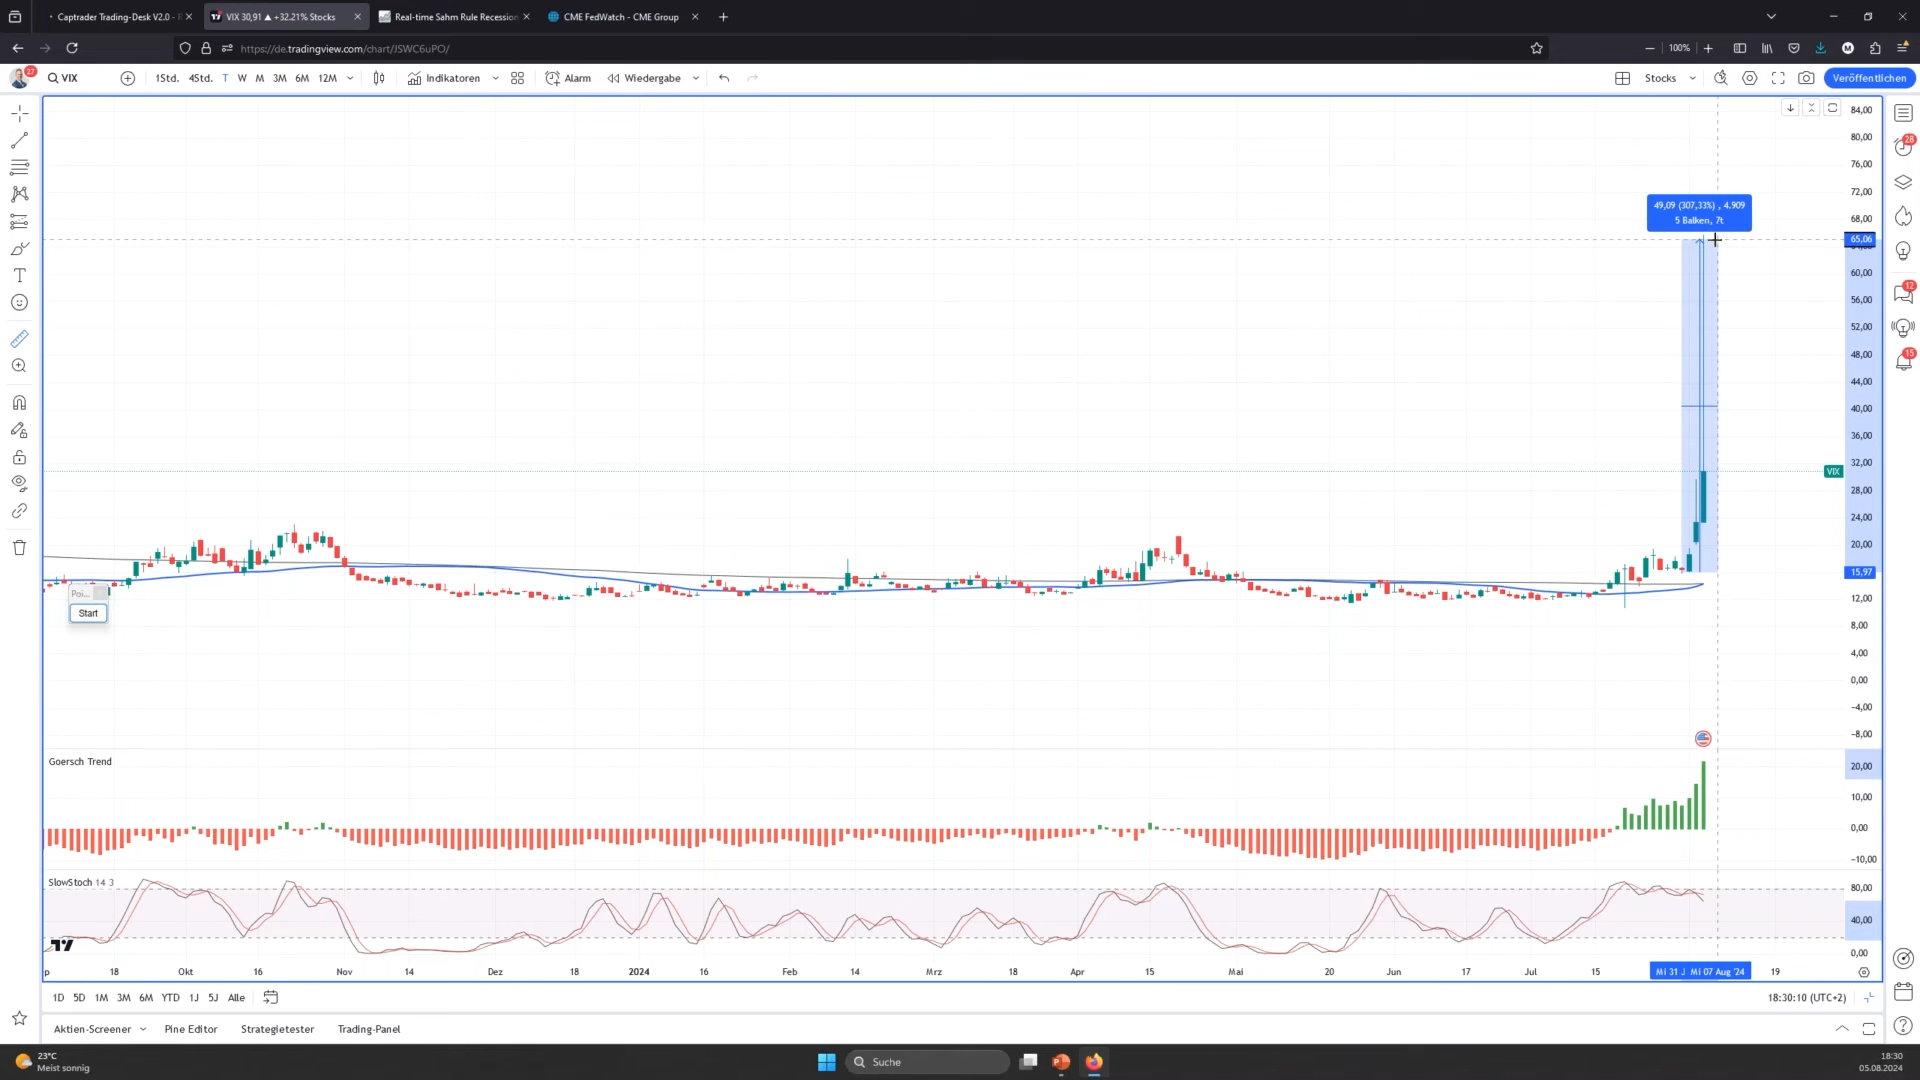 Captrader Trading-Desk V2.0 -
VIX 30,91 ▲ +32.21% Stocks
Real-time Sahm Rule Recession
CME FedWatch - CME Group
https://de.tradingview.com/chart/JSWC6uPO/
100%
27
VIX
1Std.
4Std.
T
W
M
3M
6M
12M
Indikatoren
Alarm
Wiedergabe
Stocks
Veröffentlichen
84,00
80,00
76,00
72,00
68,00
65,06
60,00
56,00
52,00
48,00
44,00
40,00
36,00
32,00
VIX
28,00
24,00
20,00
15,97
12,00
8,00
4,00
0,00
−4,00
−8,00
49,09 (307,33%) , 4.909
5 Balken, 7t
28
12
15
Poi...
Start
Goersch Trend
20,00
10,00
0,00
−10,00
SlowStoch 14 3
80,00
40,00
0,00
18
Okt
16
Nov
14
Dez
18
2024
16
Feb
14
Mrz
18
Apr
15
Mai
20
Jun
17
Jul
15
Mi 31 J
Mi 07 Aug '24
19
1D
5D
1M
3M
6M
YTD
1J
5J
Alle
18:30:10 (UTC+2)
Aktien-Screener
Pine Editor
Strategietester
Trading-Panel
23°C
Meist sonnig
Suche
18:30
05.08.2024